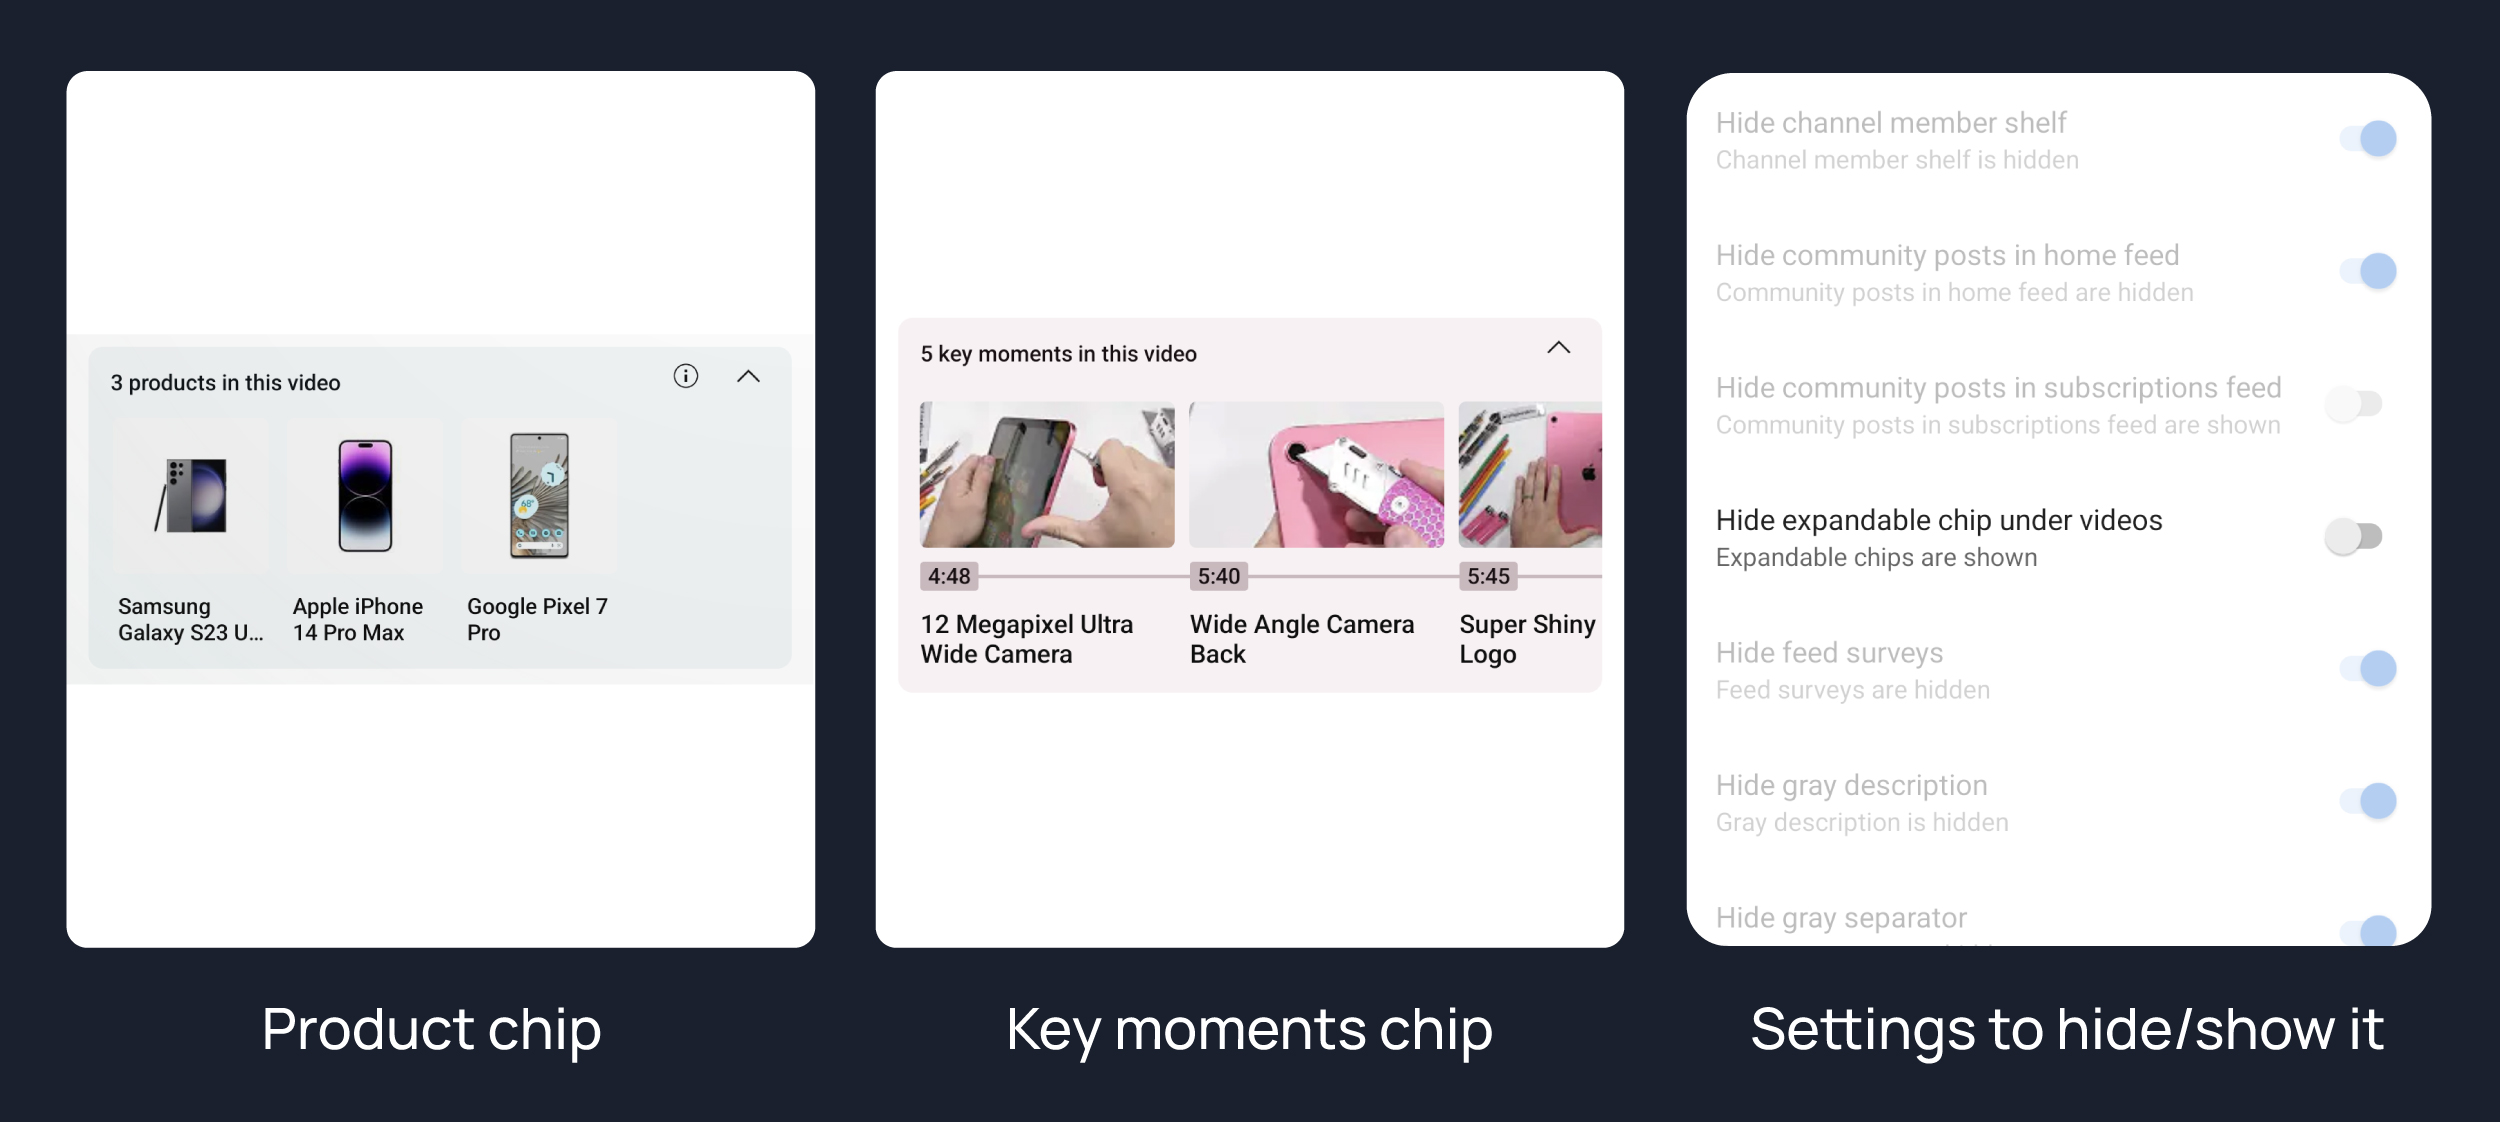 3 products in this video
Samsung
Galaxy S23 U...
Apple iPhone
14 Pro Max
Google Pixel 7
Pro
Product chip
5 key moments in this video
4:48
5:40
5:45
12 Megapixel Ultra
Wide Camera
Wide Angle Camera
Back
Super Shiny
Logo
Key moments chip
Hide channel member shelf
Channel member shelf is hidden
Hide community posts in home feed
Community posts in home feed are hidden
Hide community posts in subscriptions feed
Community posts in subscriptions feed are shown
Hide expandable chip under videos
Expandable chips are shown
Hide feed surveys
Feed surveys are hidden
Hide gray description
Gray description is hidden
Hide gray separator
Settings to hide/show it